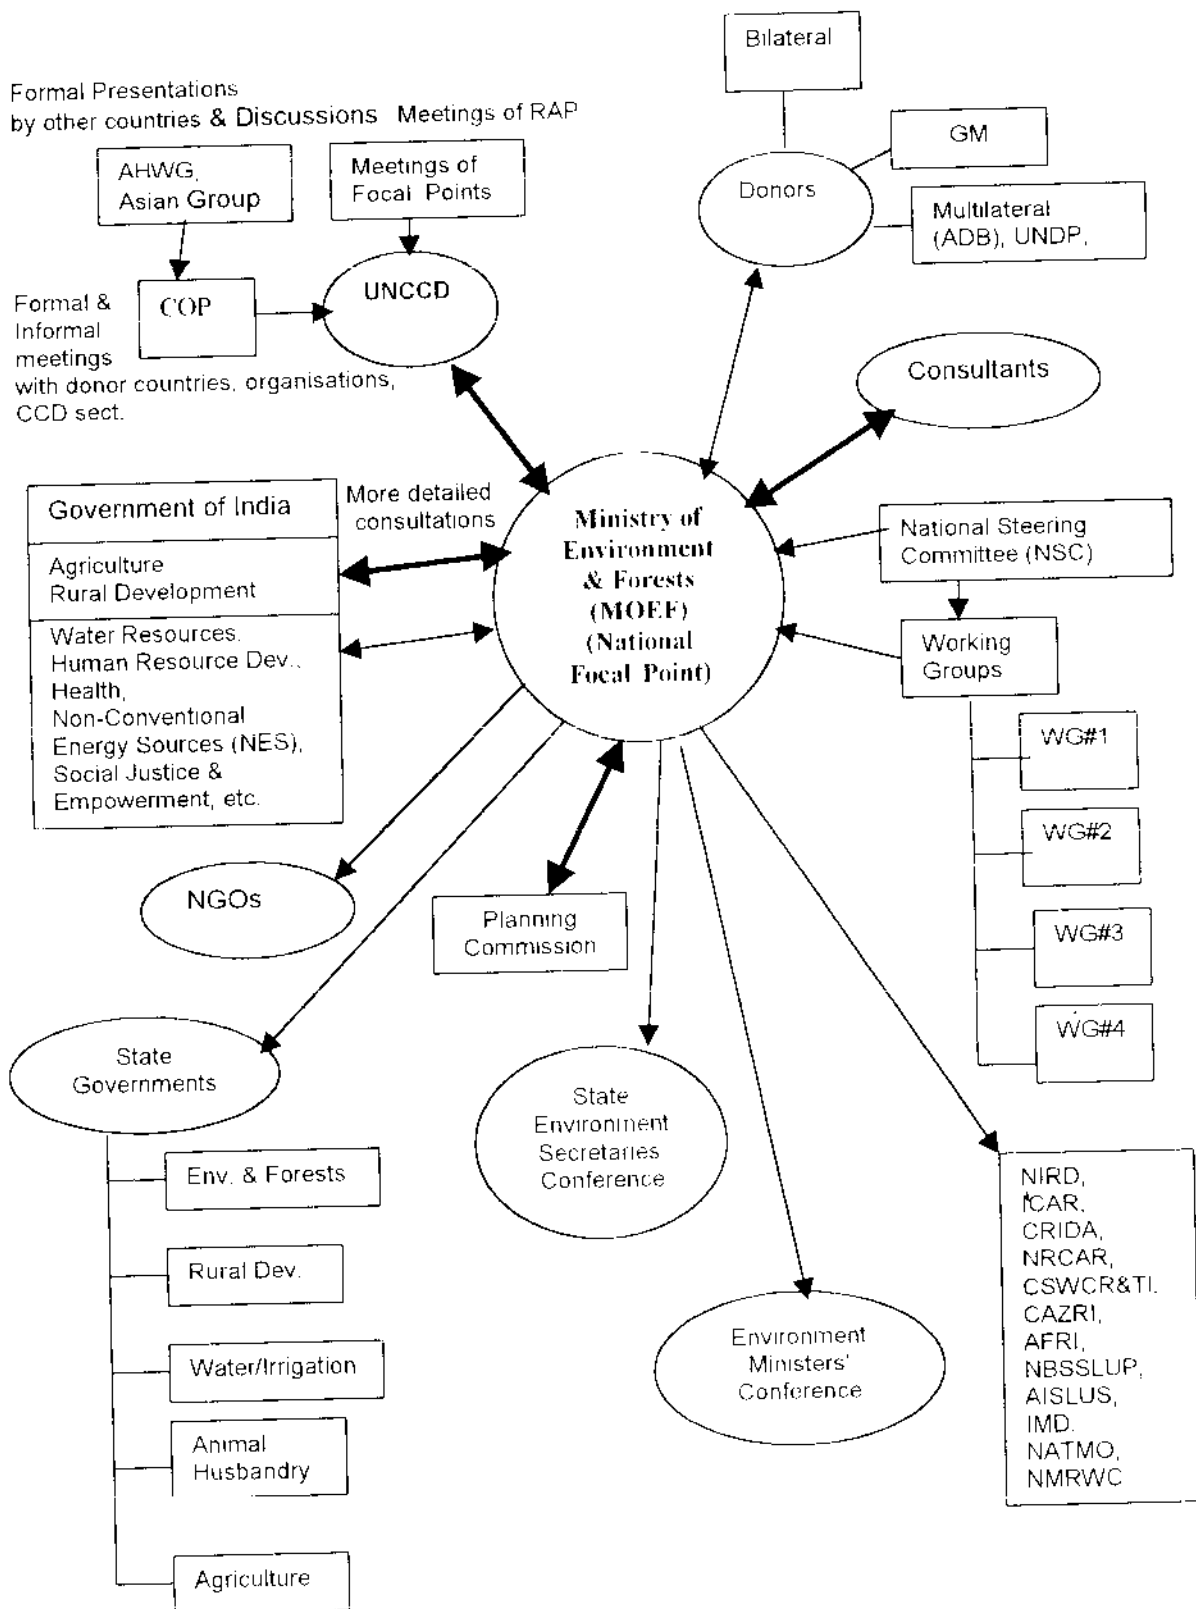 Bilateral
Formal Presentations
by other countries & Discussions Meetings of RAP
GM
AHWG,
Asian Group
Meetings of
Focal Points
Donors
Multilateral
(ADB), UNDP,
UNCCD
COP
Formal &
Informal
meetings
with donor countries, organisations,
CCD sect.
Consultants
Government of India
More detailed
consultations
Agriculture
Rural Development
Water Resources.
Human Resource Dev.,
Health,
Non-Conventional
Energy Sources (NES),
Social Justice &
Empowerment, etc.
Ministry of
Environment
& Forests
(MOEF)
(National
Focal Point)
National Steering
Committee (NSC)
Working
Groups
WG#1
WG#2
WG#3
WG#4
NGOs
Planning
Commission
State
Governments
Env. & Forests
Rural Dev.
Water/Irrigation
Animal
Husbandry
Agriculture
State
Environment
Secretaries
Conference
Environment
Ministers'
Conference
NIRD,
ICAR.
CRIDA,
NRCAR,
CSWCR&TI.
CAZRI,
AFRI,
NBSSLUP,
AISLUS,
IMD.
NATMO,
NMRWC